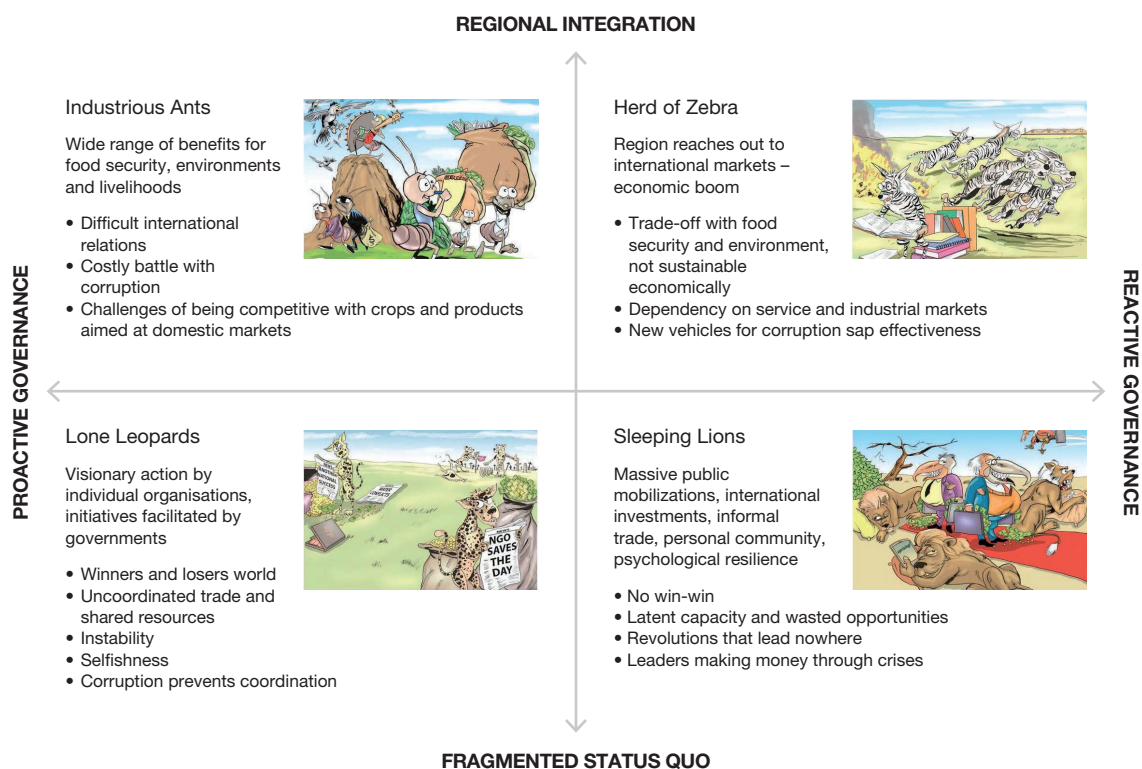 REGIONAL INTEGRATION
Industrious Ants
Wide range of benefits for
food security, environments
and livelihoods
• Difficult international
relations
• Costly battle with
corruption
• Challenges of being competitive with crops and products
aimed at domestic markets
Herd of Zebra
Region reaches out to
international markets –
economic boom
• Trade-off with food
security and environment,
not sustainable
economically
• Dependency on service and industrial markets
• New vehicles for corruption sap effectiveness
PROACTIVE GOVERNANCE
REACTIVE GOVERNANCE
Lone Leopards
Visionary action by
individual organisations,
initiatives facilitated by
governments
• Winners and losers world
• Uncoordinated trade and
shared resources
• Instability
• Selfishness
• Corruption prevents coordination
NGO
SAVES
THE
DAY
Sleeping Lions
Massive public
mobilizations, international
investments, informal
trade, personal community,
psychological resilience
• No win-win
• Latent capacity and wasted opportunities
• Revolutions that lead nowhere
• Leaders making money through crises
FRAGMENTED STATUS QUO